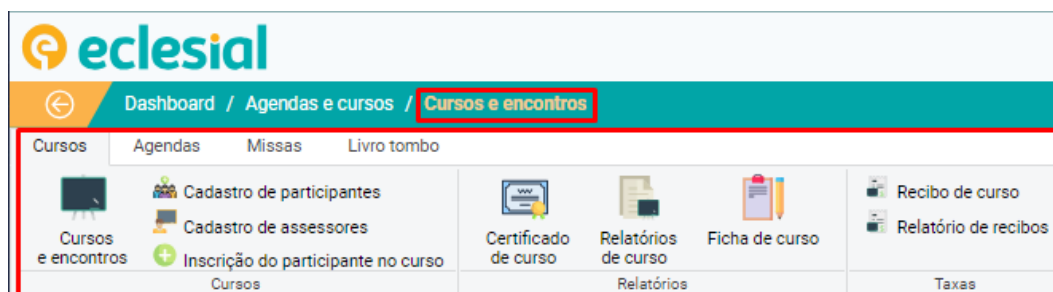 eclesial
Dashboard / Agendas e cursos / Cursos e encontros
Cursos Agendas Missas Livro tombo
Cursos
e encontros
Cadastro de participantes
Cadastro de assessores
Inscrição do participante no curso
Cursos
Certificado
de curso
Relatórios
de curso
Ficha de curso
Relatórios
Recibo de curso
Relatório de recibos
Taxas